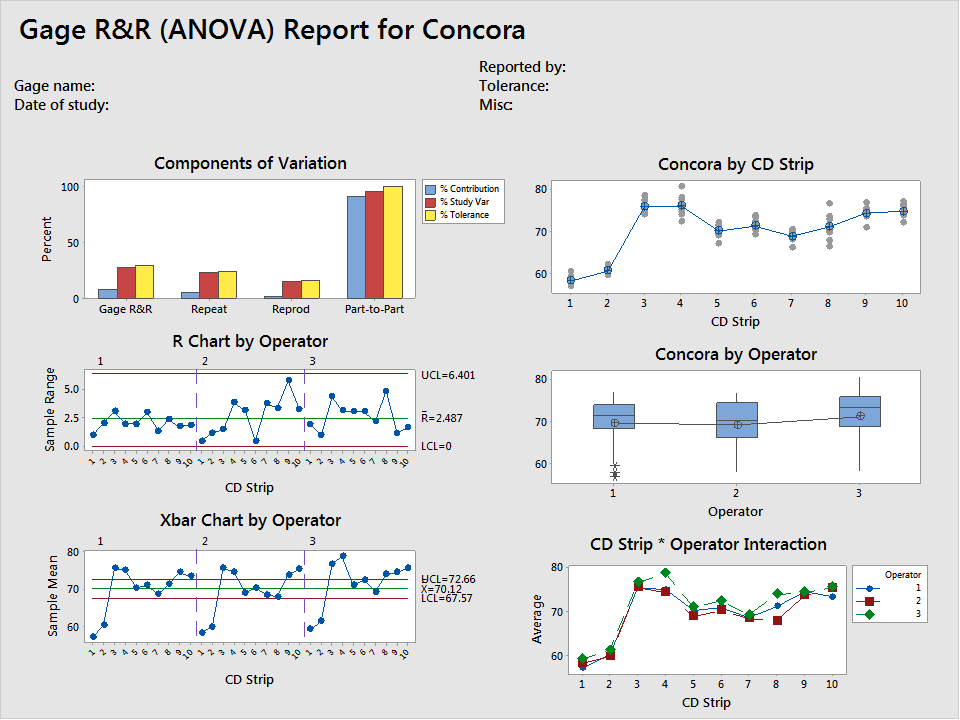 Gage R&R (ANOVA) Report for Concora
Gage name:
Date of study:
Reported by:
Tolerance:
Misc:
Components of Variation
Percent
100
50
0
Gage R&R Repeat Reprod Part-to-Part
% Contribution
% Study Var
% Tolerance
R Chart by Operator
1 2 3
Sample Range
5.0
2.5
0.0
UCL=6.401
R̄=2.487
LCL=0
1 2 3 4 5 6 7 8 9 10 1 2 3 4 5 6 7 8 9 10 1 2 3 4 5 6 7 8 9 10
CD Strip
Xbar Chart by Operator
1 2 3
Sample Mean
80
70
60
UCL=72.66
X̿=70.12
LCL=67.57
1 2 3 4 5 6 7 8 9 10 1 2 3 4 5 6 7 8 9 10 1 2 3 4 5 6 7 8 9 10
CD Strip
Concora by CD Strip
80
70
60
1 2 3 4 5 6 7 8 9 10
CD Strip
Concora by Operator
80
70
60
1 2 3
Operator
CD Strip * Operator Interaction
Average
80
70
60
1 2 3 4 5 6 7 8 9 10
CD Strip
Operator
1
2
3